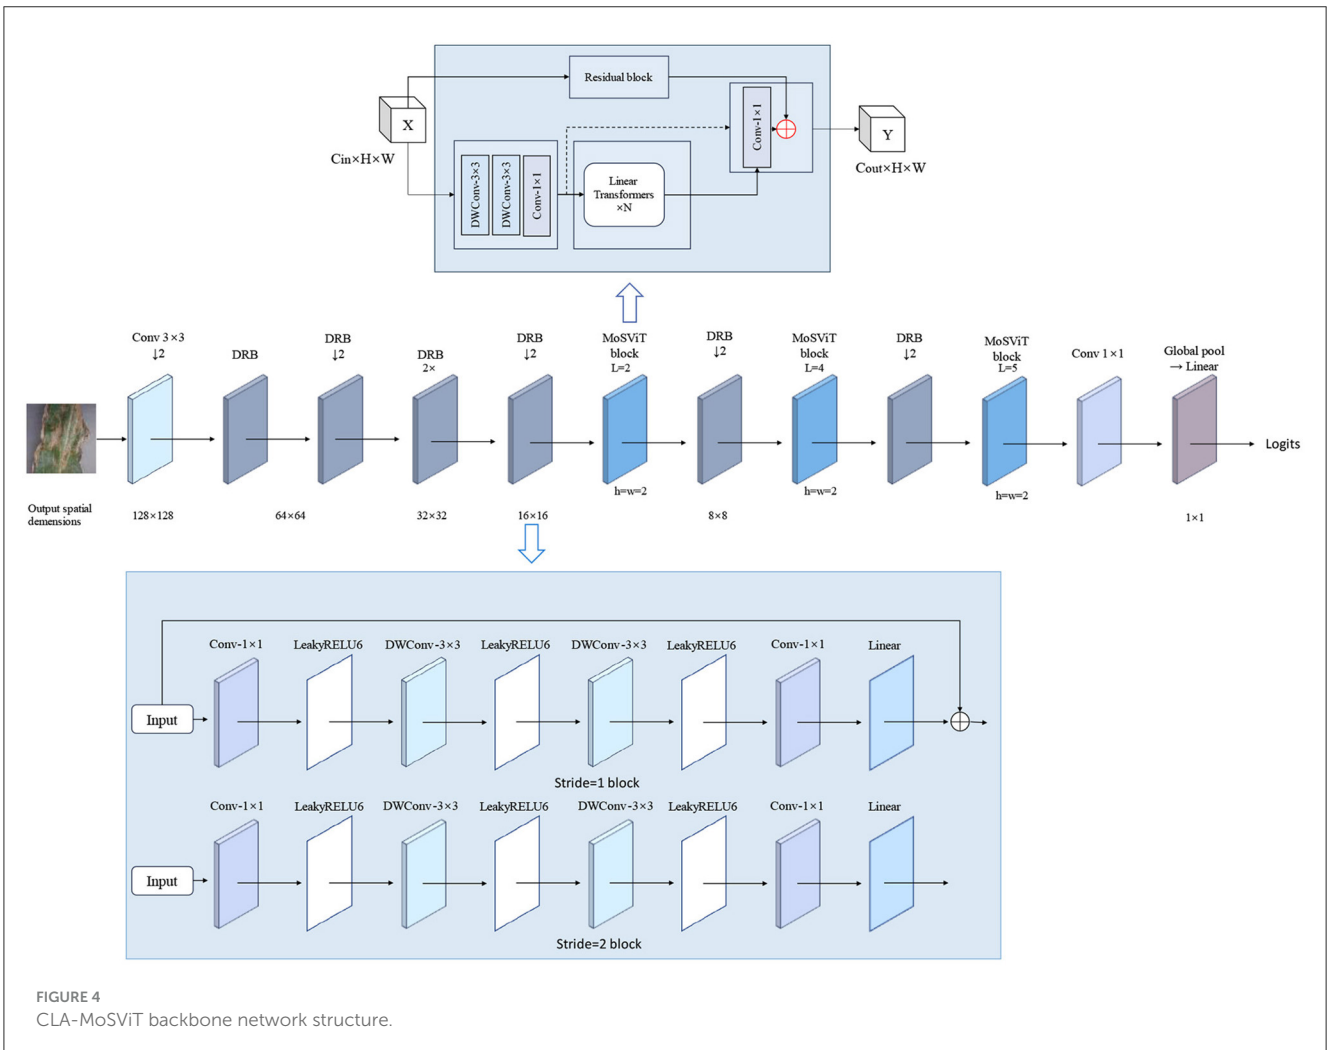 Residual block
X
Cin×H×W
DWConv-3×3
DWConv-3×3
Conv-1×1
Linear
Transformers
×N
Conv-1×1
Y
Cout×H×W
Conv 3×3
↓2
DRB
DRB
↓2
DRB
2×
DRB
↓2
MoSViT
block
L=2
DRB
↓2
MoSViT
block
L=4
DRB
↓2
MoSViT
block
L=5
Conv 1×1
Global pool
→ Linear
Logits
h=w=2
h=w=2
h=w=2
Output spatial
demensions
128×128
64×64
32×32
16×16
8×8
1×1
Conv-1×1
LeakyRELU6
DWConv-3×3
LeakyRELU6
DWConv-3×3
LeakyRELU6
Conv-1×1
Linear
Input
Stride=1 block
Conv-1×1
LeakyRELU6
DWConv-3×3
LeakyRELU6
DWConv-3×3
LeakyRELU6
Conv-1×1
Linear
Input
Stride=2 block
FIGURE 4
CLA-MoSViT backbone network structure.